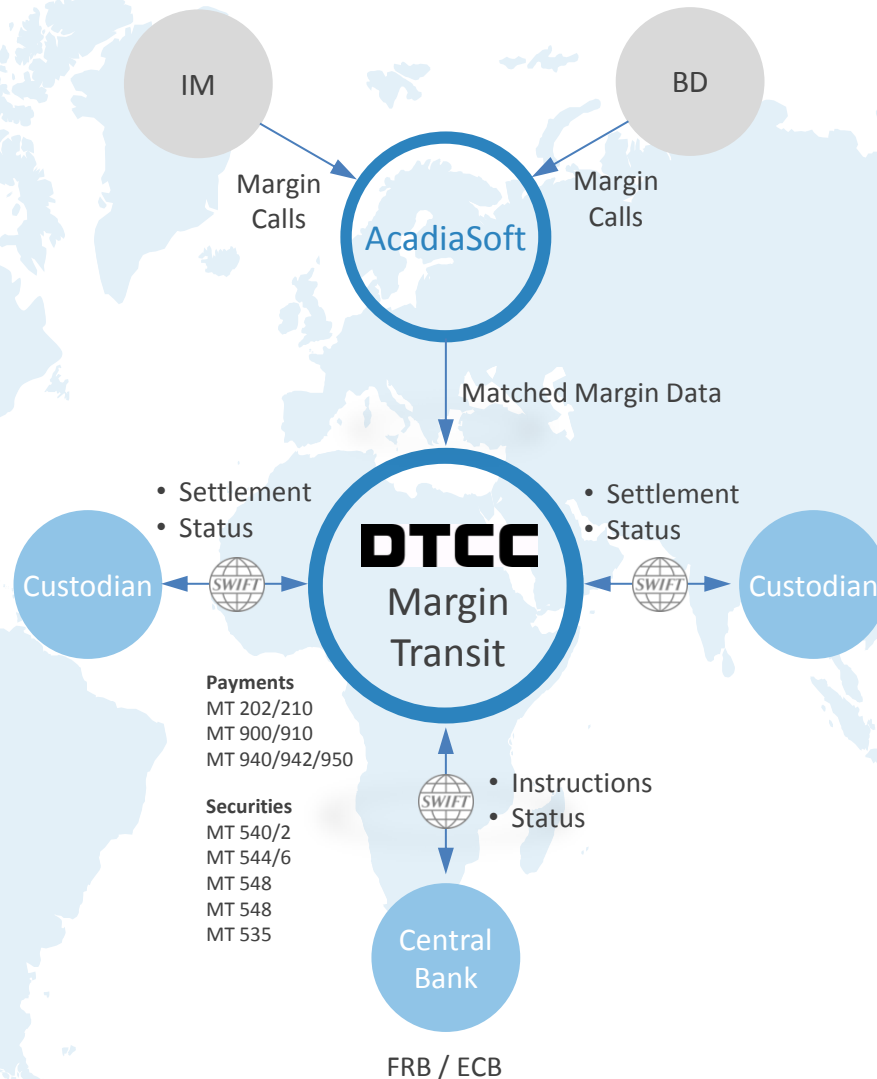 IM
BD
Margin
Calls
Margin
Calls
AcadiaSoft
Matched Margin Data
• Settlement
• Status
• Settlement
• Status
Custodian
SWIFT
DTCC
Margin
Transit
SWIFT
Custodian
Payments
MT 202/210
MT 900/910
MT 940/942/950
Securities
MT 540/2
MT 544/6
MT 548
MT 548
MT 535
SWIFT
• Instructions
• Status
Central
Bank
FRB / ECB